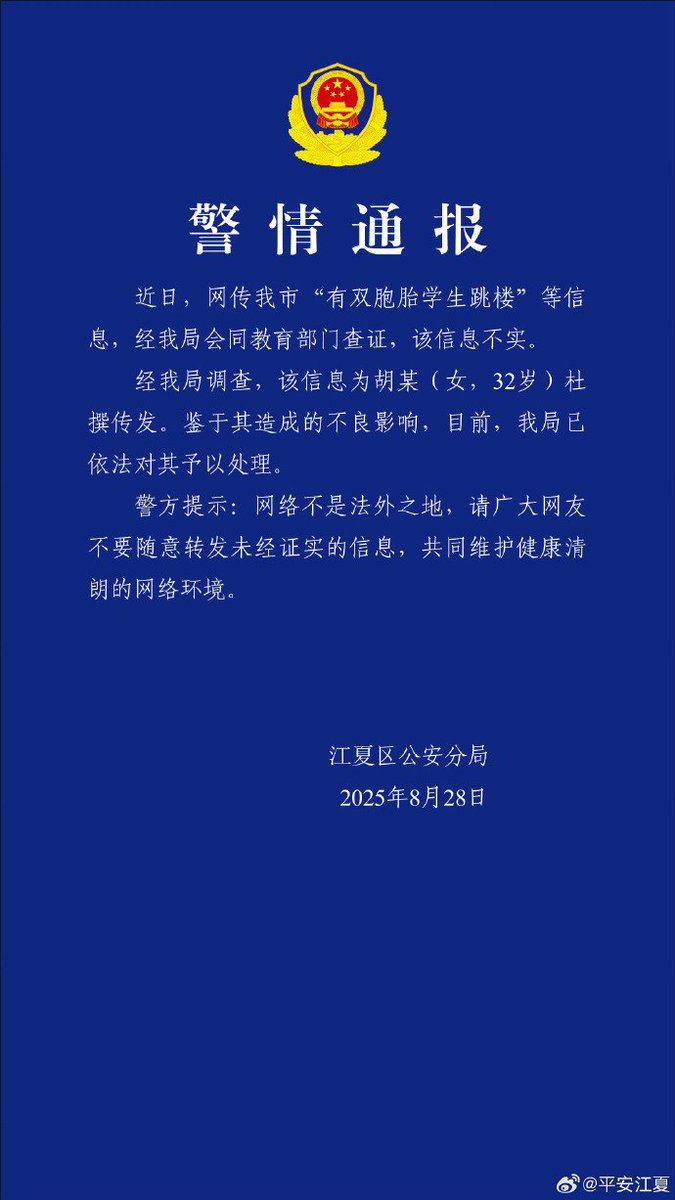 警情通报
近日，网传我市“有双胞胎学生跳楼”等信
息，经我局会同教育部门查证，该信息不实。
经我局调查，该信息为胡某（女，32岁）杜
撰传发。鉴于其造成的不良影响，目前，我局已
依法对其予以处理。
警方提示：网络不是法外之地，请广大网友
不要随意转发未经证实的信息，共同维护健康清
朗的网络环境。
江夏区公安分局
2025年8月28日
@平安江夏